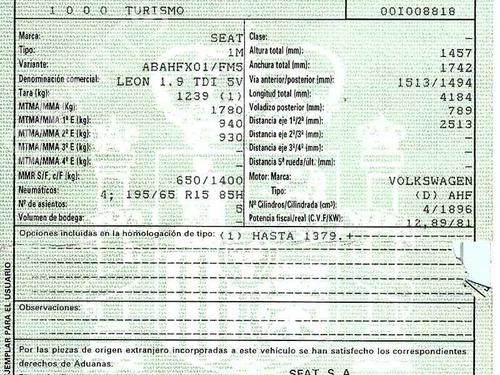 1 0 0 0 TURISMO 00I008818
Marca: SEAT Clase: –
Tipo: 1M Altura total (mm): 1457
Variante: ABAHFX01/FM5 Anchura total (mm): 1742
Denominación comercial: LEON 1.9 TDI 5V Vía anterior/posterior (mm): 1513/1494
Tara (kg): 1239 (1) Longitud total (mm): 4184
MTMA/MMA (Kg): 1780 Voladizo posterior (mm): 789
MTMA/MMA 1º E (kg): 940 Distancia eje 1º/2º (mm): 2513
MTMA/MMA 2º E (kg): 930 Distancia eje 2º/3º (mm): –
MTMA/MMA 3º E (kg): – Distancia eje 3º/4º (mm): –
MTMA/MMA 4º E (kg): – Distancia 5ª rueda/últ. (mm): –
MMR S/F, c/F (kg): 650/1400 Motor: Marca: VOLKSWAGEN
Neumáticos: 4; 195/65 R15 85H Tipo: (D) AHF
Nº de asientos: 5 Nº Cilindros/Cilindrada (cm³): 4/1896
Volumen de bodega: – Potencia fiscal/real (C.V.F/KW): 12,89/81
Opciones incluidas en la homologación de tipo: (1) HASTA 1379.+
Observaciones:
Por las piezas de origen extranjero incorpradas a este vehículo se han satisfecho los correspondientes
derechos de Aduanas.
SEAT S.A.
EJEMPLAR PARA EL USUARIO